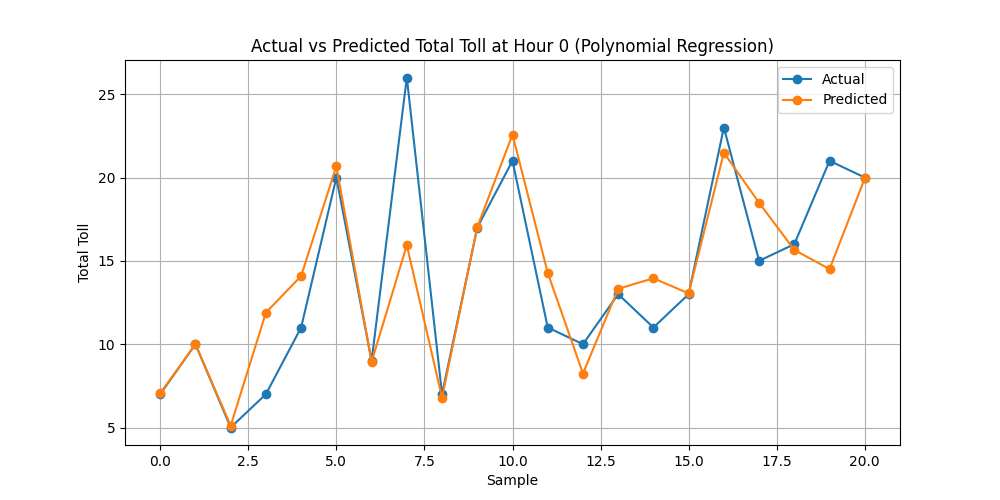 Actual vs Predicted Total Toll at Hour 0 (Polynomial Regression)
Actual
Predicted
Total Toll
25
20
15
10
5
0.0 2.5 5.0 7.5 10.0 12.5 15.0 17.5 20.0
Sample